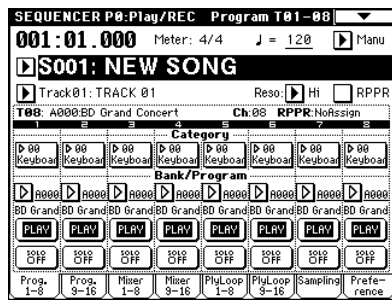 SEQUENCER P0:Play/REC Program T01-08
001:01.000 Meter: 4/4 ♩ = 120 Manu
S001: NEW SONG
Track01: TRACK 01 Reso: Hi RPPR
T08: A000:BD Grand Concert Ch:08 RPPR:NoAssign
1 2 3 4 5 6 7 8
Category
00 00 00 00 00 00 00 00
Keyboar Keyboar Keyboar Keyboar Keyboar Keyboar Keyboar Keyboar
Bank/Program
A000 A000 A000 A000 A000 A000 A000 A000
BD Grand BD Grand BD Grand BD Grand BD Grand BD Grand BD Grand BD Grand
PLAY PLAY PLAY PLAY PLAY PLAY PLAY PLAY
SOLO SOLO SOLO SOLO SOLO SOLO SOLO SOLO
OFF OFF OFF OFF OFF OFF OFF OFF
Prog. Prog. Mixer Mixer PlyLoop PlyLoop Sampling Prefe-
1-8 9-16 1-8 9-16 1-8 9-16 rence